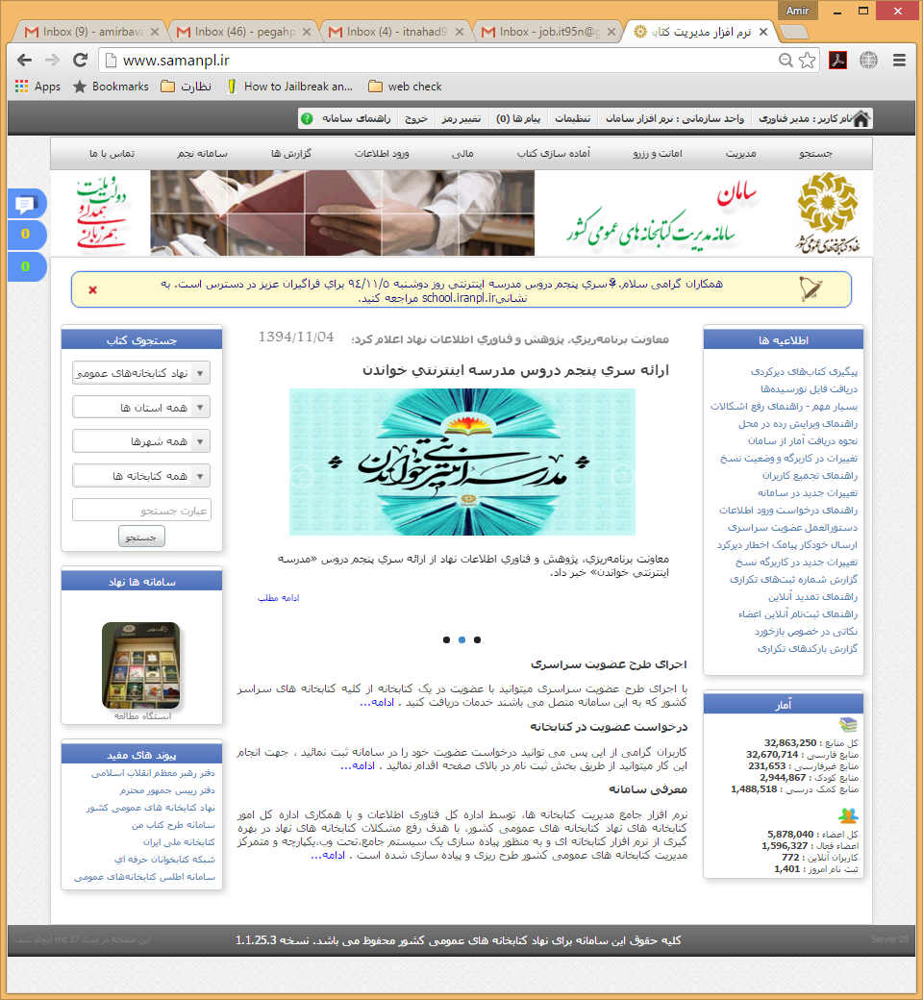 Amir
Inbox (9) - amirbava
Inbox (46) - pegahp
Inbox (4) - itnahad9
Inbox - job.it95n@g
نرم افزار مدیریت کتابخ
www.samanpl.ir
Apps
Bookmarks
نظارت
How to Jailbreak an...
web check
نام کاربر : مدیر فناوری
واحد سازمانی : نرم افزار سامان
تنظیمات
پیام ها (0)
تغییر رمز
خروج
راهنمای سامانه
جستجو
مدیریت
امانت و رزرو
آماده سازی کتاب
مالی
ورود اطلاعات
گزارش ها
سامانه نجم
تماس با ما
نهاد کتابخانه‌های عمومی کشور
سامان
سامانه مدیریت کتابخانه های عمومی کشور
دولت و ملت
همدلی و
هم زبانی
0
0
همکاران گرامی سلام، سري پنجم دروس مدرسه اینترنتي روز دوشنبه ٩٤/١١/٥ براي فراگیران عزیز در دسترس است. به
نشانیschool.iranpl.ir مراجعه کنید.
اطلاعیه ها
پیگیری کتاب‌های دیرکردی
دریافت فایل نورسیده‌ها
بسیار مهم - راهنمای رفع اشکالات
راهنمای ویرایش رده در محل
نحوه دریافت آمار از سامان
تغییرات در کاربرگه و وضعیت نسخ
راهنمای تجمیع کاربران
تغییرات جدید در سامانه
راهنمای درخواست ورود اطلاعات
دستورالعمل عضویت سراسری
ارسال خودکار پیامک اخطار دیرکرد
تغییرات جدید در کاربرگه نسخ
گزارش شماره ثبت‌های تکراری
راهنمای تمدید آنلاین
راهنمای ثبت‌نام آنلاین اعضاء
نکاتی در خصوص بازخورد
گزارش بارکدهای تکراری
آمار
کل منابع : 32,863,250
منابع فارسی : 32,670,714
منابع غیرفارسی : 231,653
منابع کودک : 2,944,867
منابع کمک درسی : 1,488,518
کل اعضاء : 5,878,040
اعضاء فعال : 1,596,327
کاربران آنلاین : 772
ثبت نام امروز : 1,401
معاونت برنامه‌ریزي، پژوهش و فناوري اطلاعات نهاد اعلام کرد؛
1394/11/04
ارائه سري پنجم دروس مدرسه اینترنتي خواندن
مدرسه اینترنتی خواندن
معاونت برنامه‌ریزي، پژوهش و فناوري اطلاعات نهاد از ارائه سري پنجم دروس «مدرسه
اینترنتي خواندن» خبر داد.
ادامه مطلب
اجرای طرح عضویت سراسری
با اجرای طرح عضویت سراسری میتوانید با عضویت در یک کتابخانه از کلیه کتابخانه های سراسر
کشور که به این سامانه متصل می باشند خدمات دریافت کنید . ادامه...
درخواست عضویت در کتابخانه
کاربران گرامی از این پس می توانید درخواست عضویت خود را در سامانه ثبت نمائید ، جهت انجام
این کار میتوانید از طریق بخش ثبت نام در بالای صفحه اقدام نمائید . ادامه...
معرفی سامانه
نرم افزار جامع مدیریت کتابخانه ها، توسط اداره کل فناوری اطلاعات و با همکاری اداره کل امور
کتابخانه های نهاد کتابخانه های عمومی کشور، با هدف رفع مشکلات کتابخانه های نهاد در بهره
گیری از نرم افزار کتابخانه ای و به منظور پیاده سازی یک سیستم جامع،تحت وب،یکپارچه و متمرکز
مدیریت کتابخانه های عمومی کشور طرح ریزی و پیاده سازی شده است . ادامه...
جستجوی کتاب
نهاد کتابخانه‌های عمومی
همه استان ها
همه شهرها
همه کتابخانه ها
عبارت جستجو
جستجو
سامانه ها نهاد
ایستگاه مطالعه
پیوند های مفید
دفتر رهبر معظم انقلاب اسلامی
دفتر رییس جمهور محترم
نهاد کتابخانه های عمومی کشور
سامانه طرح کتاب من
کتابخانه ملی ایران
شبکه کتابخوانان حرفه ای
سامانه اطلس کتابخانه‌های عمومی
Server 09
کلیه حقوق این سامانه برای نهاد کتابخانه های عمومی کشور محفوظ می باشد. نسخه 1.1.25.3
این صفحه در مدت 37 ms ایجاد شد.